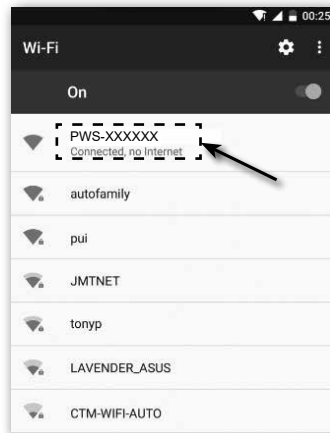 00:25
Wi-Fi
On
PWS-XXXXXX
Connected, no Internet
autofamily
pui
JMTNET
tonyp
LAVENDER_ASUS
CTM-WIFI-AUTO